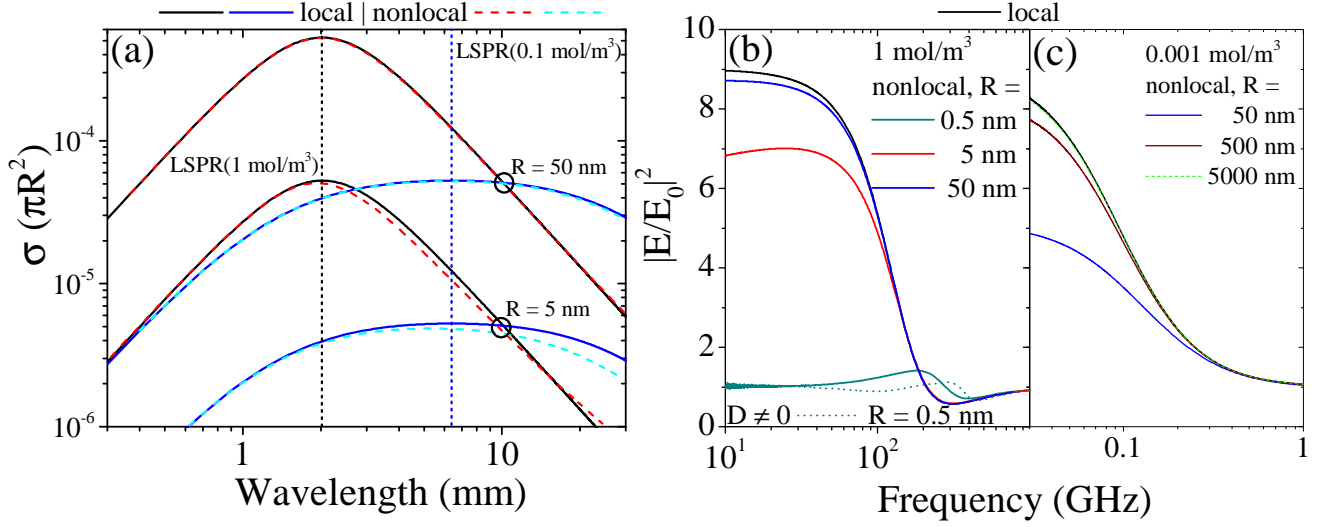 local | nonlocal
(a)
LSPR(0.1 mol/m³)
LSPR(1 mol/m³)
R = 50 nm
R = 5 nm
σ (πR²)
10⁻⁴
10⁻⁵
10⁻⁶
1
10
Wavelength (mm)
local
(b)
1 mol/m³
nonlocal, R =
0.5 nm
5 nm
50 nm
D ≠ 0
R = 0.5 nm
|E/E₀|²
10
8
6
4
2
0
10¹
10²
(c)
0.001 mol/m³
nonlocal, R =
50 nm
500 nm
5000 nm
0.1
1
Frequency (GHz)